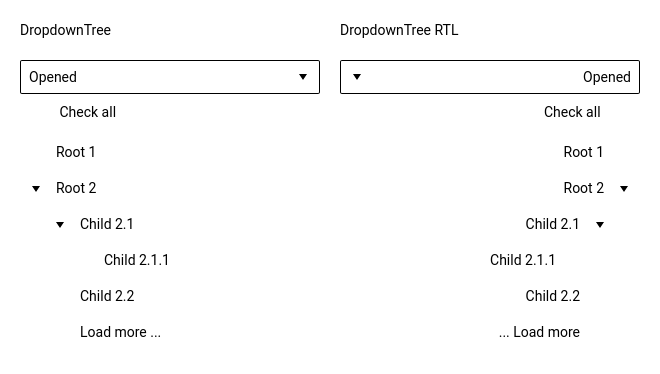 DropdownTree
Opened
Check all
Root 1
Root 2
Child 2.1
Child 2.1.1
Child 2.2
Load more ...
DropdownTree RTL
Opened
Check all
Root 1
Root 2
Child 2.1
Child 2.1.1
Child 2.2
... Load more